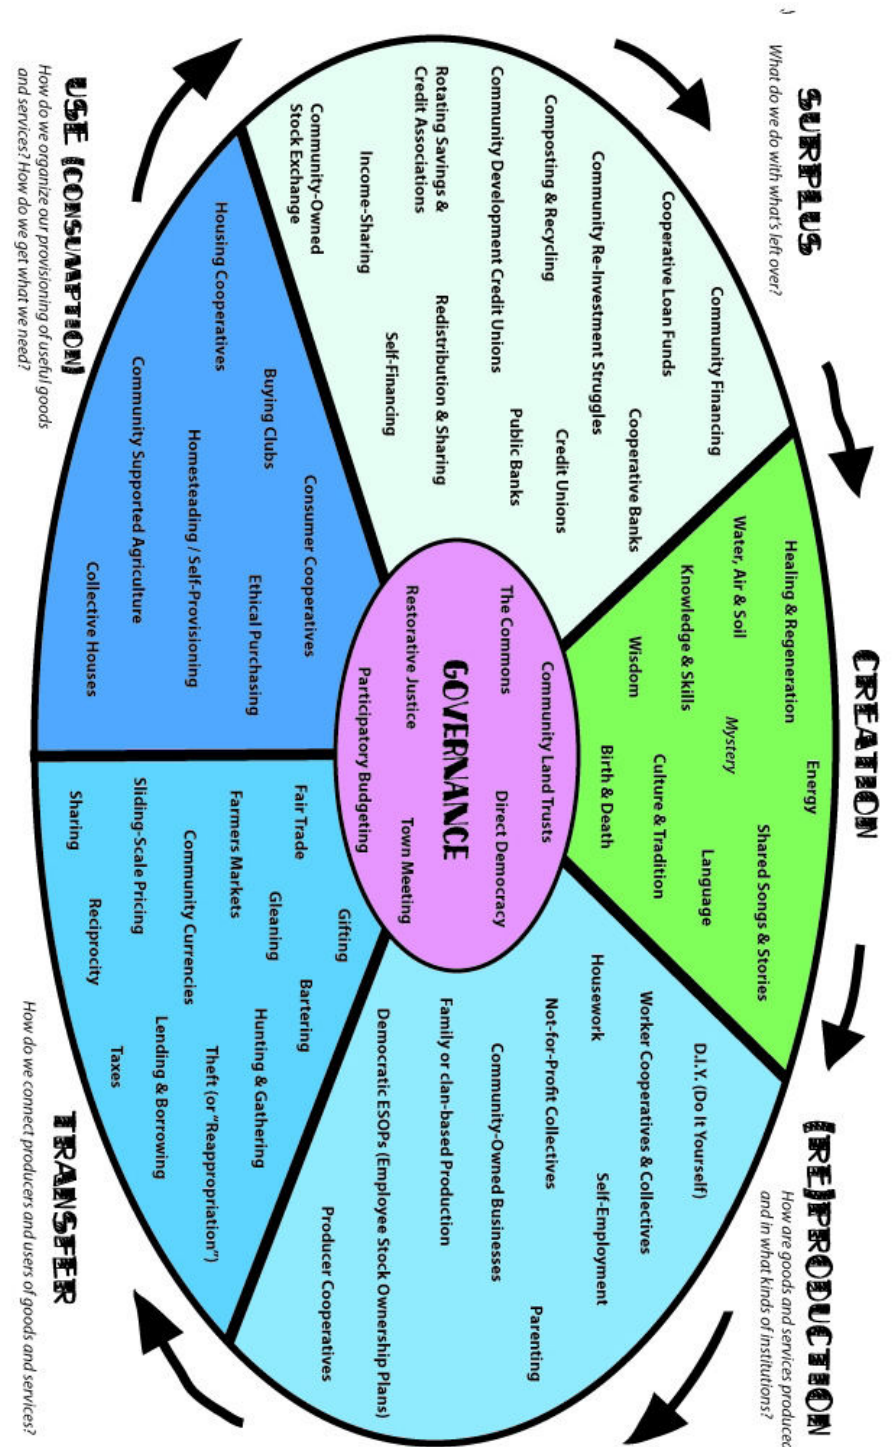 CREATION
SURPLUS
What do we do with what's left over?
(RE)PRODUCTION
How are goods and services produced
and in what kinds of institutions?
USE (CONSUMPTION)
How do we organize our provisioning of useful goods
and services? How do we get what we need?
TRANSFER
How do we connect producers and users of goods and services?
Energy
Healing & Regeneration
Shared Songs & Stories
Water, Air & Soil
Mystery
Language
Knowledge & Skills
Culture & Tradition
Wisdom
Birth & Death
Community Financing
Cooperative Loan Funds
Cooperative Banks
Community Re-Investment Struggles
Credit Unions
Composting & Recycling
Public Banks
Community Development Credit Unions
Rotating Savings &
Credit Associations
Redistribution & Sharing
Income-Sharing
Self-Financing
Community-Owned
Stock Exchange
D.I.Y. (Do It Yourself)
Worker Cooperatives & Collectives
Housework
Self-Employment
Not-for-Profit Collectives
Parenting
Community-Owned Businesses
Family or clan-based Production
Democratic ESOPs (Employee Stock Ownership Plans)
Producer Cooperatives
Community Land Trusts
The Commons
Direct Democracy
GOVERNANCE
Restorative Justice
Town Meeting
Participatory Budgeting
Consumer Cooperatives
Buying Clubs
Ethical Purchasing
Housing Cooperatives
Homesteading / Self-Provisioning
Community Supported Agriculture
Collective Houses
Gifting
Fair Trade
Bartering
Gleaning
Hunting & Gathering
Farmers Markets
Theft (or "Reappropriation")
Community Currencies
Lending & Borrowing
Sliding-Scale Pricing
Taxes
Reciprocity
Sharing